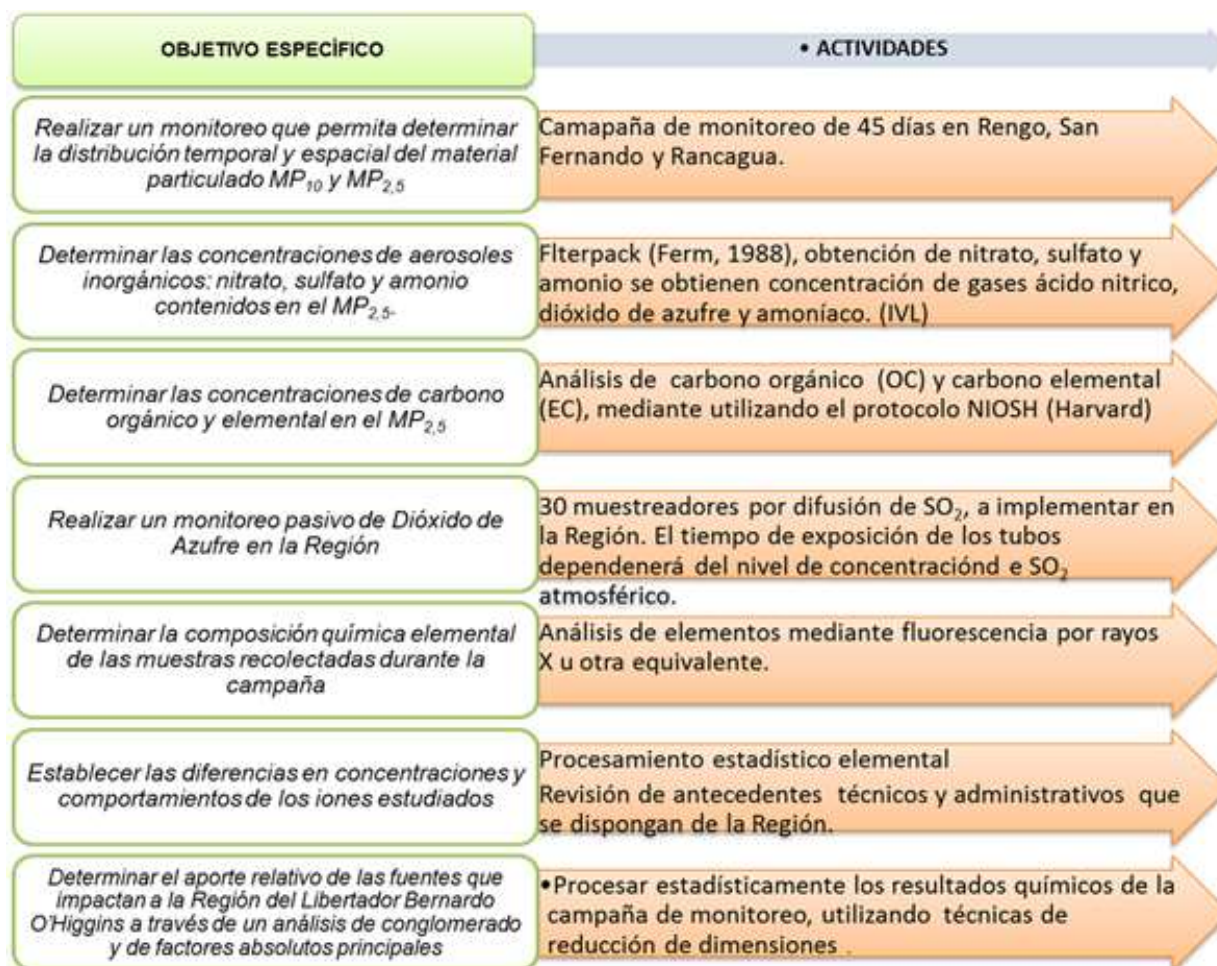 OBJETIVO ESPECÍFICO
• ACTIVIDADES
Realizar un monitoreo que permita determinar
la distribución temporal y espacial del material
particulado MP10 y MP2,5
Camapaña de monitoreo de 45 días en Rengo, San
Fernando y Rancagua.
Determinar las concentraciones de aerosoles
inorgánicos: nitrato, sulfato y amonio
contenidos en el MP2,5-
Flterpack (Ferm, 1988), obtención de nitrato, sulfato y
amonio se obtienen concentración de gases ácido nitrico,
dióxido de azufre y amoníaco. (IVL)
Determinar las concentraciones de carbono
orgánico y elemental en el MP2,5
Análisis de carbono orgánico (OC) y carbono elemental
(EC), mediante utilizando el protocolo NIOSH (Harvard)
Realizar un monitoreo pasivo de Dióxido de
Azufre en la Región
30 muestreadores por difusión de SO2, a implementar en
la Región. El tiempo de exposición de los tubos
dependenerá del nivel de concentraciónd e SO2
atmosférico.
Determinar la composición química elemental
de las muestras recolectadas durante la
campaña
Análisis de elementos mediante fluorescencia por rayos
X u otra equivalente.
Establecer las diferencias en concentraciones y
comportamientos de los iones estudiados
Procesamiento estadístico elemental
Revisión de antecedentes técnicos y administrativos que
se dispongan de la Región.
Determinar el aporte relativo de las fuentes que
impactan a la Región del Libertador Bernardo
O'Higgins a través de un análisis de conglomerado
y de factores absolutos principales
•Procesar estadísticamente los resultados químicos de la
campaña de monitoreo, utilizando técnicas de
reducción de dimensiones .